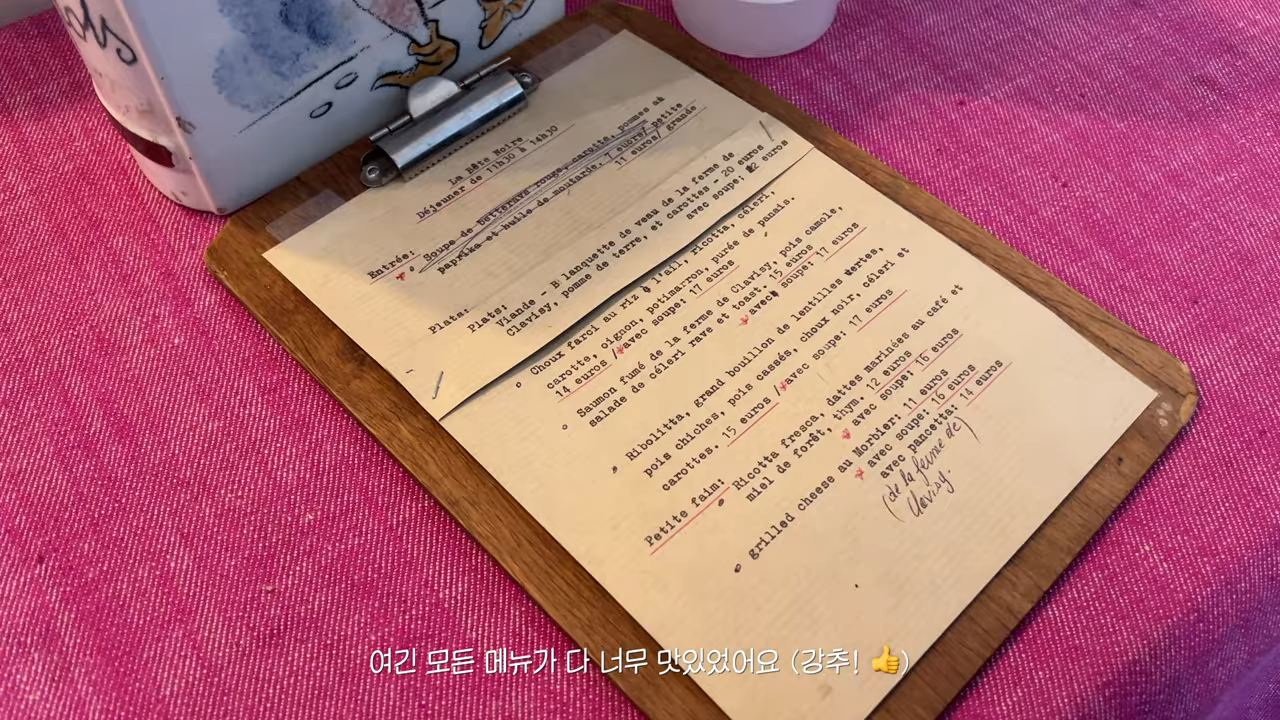 La Bête Noire
Déjeuner de 11h30 à 14h30
Entrée:
Soupe de betterave rouge, carotte, pommes au
paprika et huile de moutarde. 7 euros/ petite
11 euros/ grande
Plats:
Plats:
Viande - Blanquette de veau de la ferme de
Clavisy, pomme de terre, et carottes - 20 euros
avec soupe: 22 euros
Choux farci au riz à l'ail, ricotta, céleri,
carotte, oignon, potimarron, purée de panais.
14 euros / avec soupe: 17 euros
Saumon fumé de la ferme de Clavisy, pois camole,
salade de céleri rave et toast. 15 euros
avec soupe: 17 euros
Ribolitta, grand bouillon de lentilles vertes,
pois chiches, pois cassés, choux noir, céleri et
carottes. 15 euros / avec soupe: 17 euros
Petite faim:
Ricotta fresca, dattes marinées au café et
miel de forêt, thym. 12 euros
avec soupe: 16 euros
grilled cheese au Morbier: 11 euros
avec soupe: 16 euros
avec pancetta: 14 euros
(de la ferme de)
Clavisy.
여긴 모든 메뉴가 다 너무 맛있었어요 (강추! 👍)